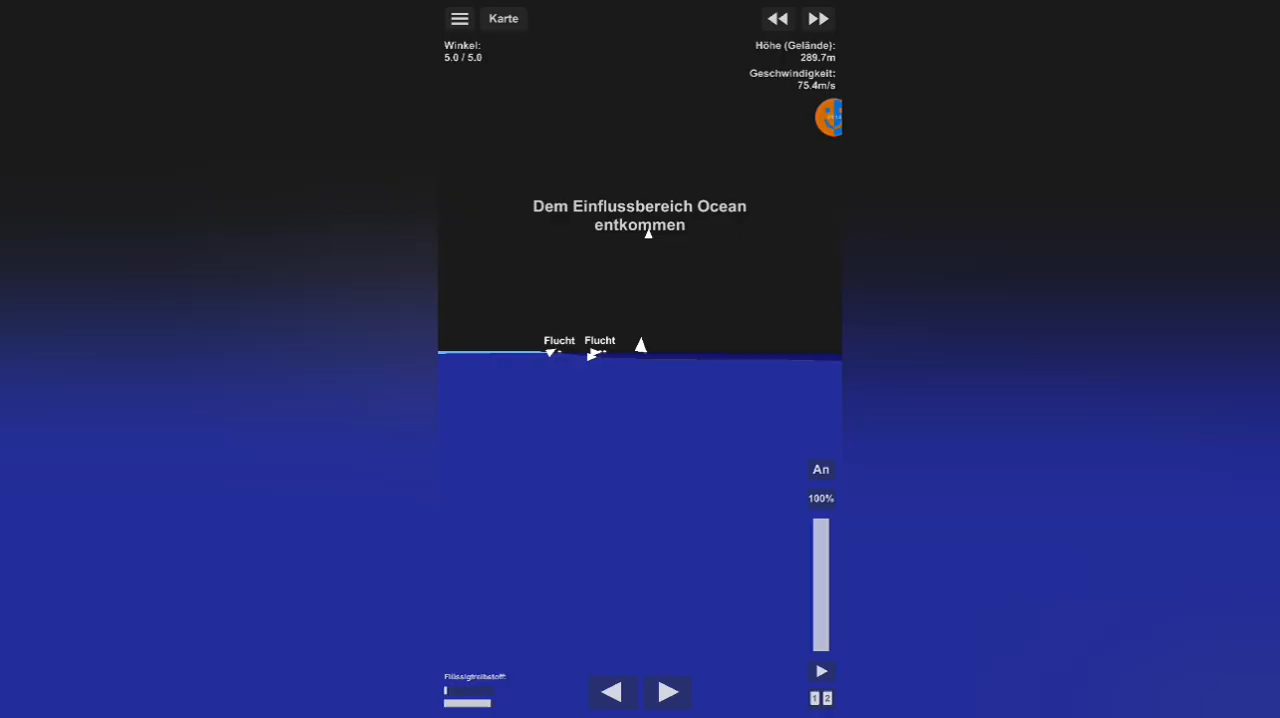 Karte
Winkel:
5.0 / 5.0
Höhe (Gelände):
289.7m
Geschwindigkeit:
75.4m/s
Dem Einflussbereich Ocean
entkommen
Flucht Flucht
An
100%
Flüssigtreibstoff:
1 2